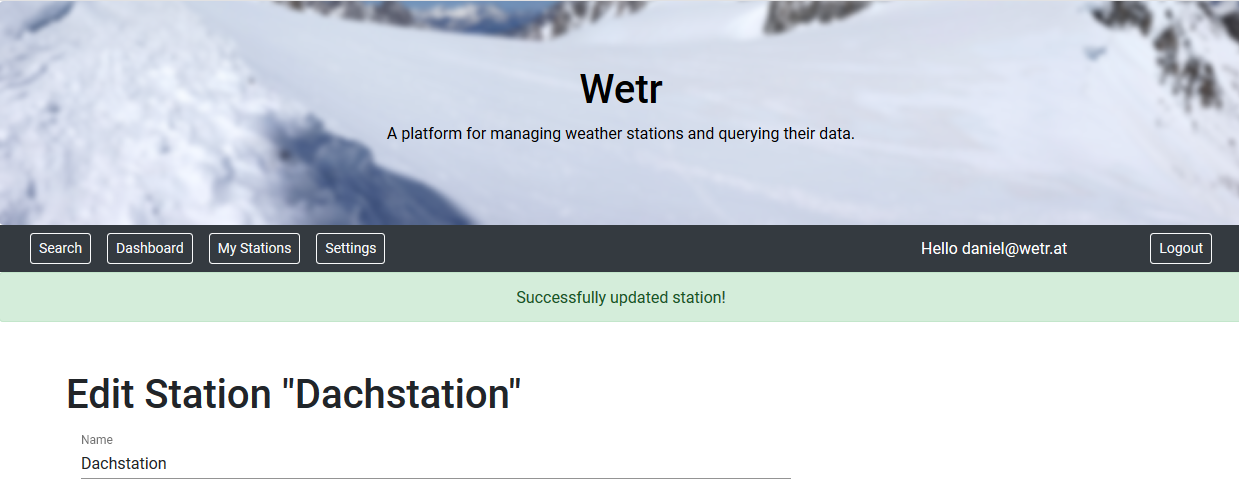 Wetr
A platform for managing weather stations and querying their data.
Search Dashboard My Stations Settings Hello daniel@wetr.at Logout
Successfully updated station!
Edit Station "Dachstation"
Name
Dachstation